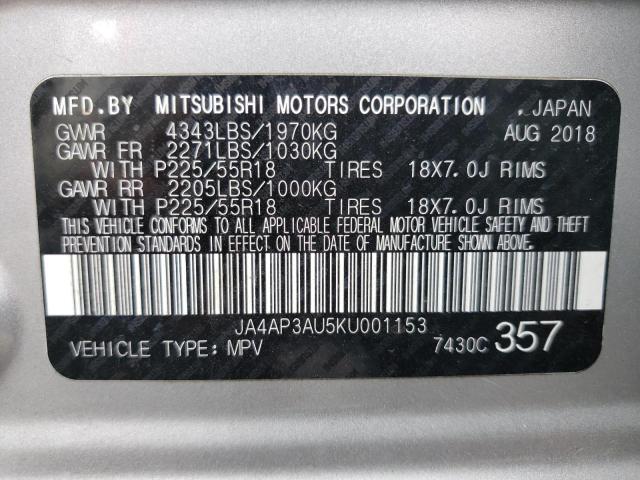 MFD.BY MITSUBISHI MOTORS CORPORATION . JAPAN
GVWR 4343LBS/1970KG AUG 2018
GAWR FR 2271LBS/1030KG
WITH P225/55R18 TIRES 18X7.0J RIMS
GAWR RR 2205LBS/1000KG
WITH P225/55R18 TIRES 18X7.0J RIMS
THIS VEHICLE CONFORMS TO ALL APPLICABLE FEDERAL MOTOR VEHICLE SAFETY AND THEFT
PREVENTION STANDARDS IN EFFECT ON THE DATE OF MANUFACTURE SHOWN ABOVE.
JA4AP3AU5KU001153
VEHICLE TYPE: MPV 7430C 357